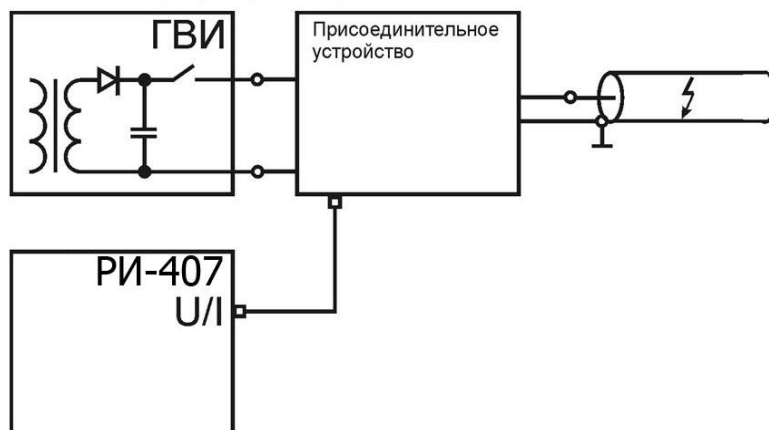 ГВИ
Присоединительное
устройство
РИ-407
U/I